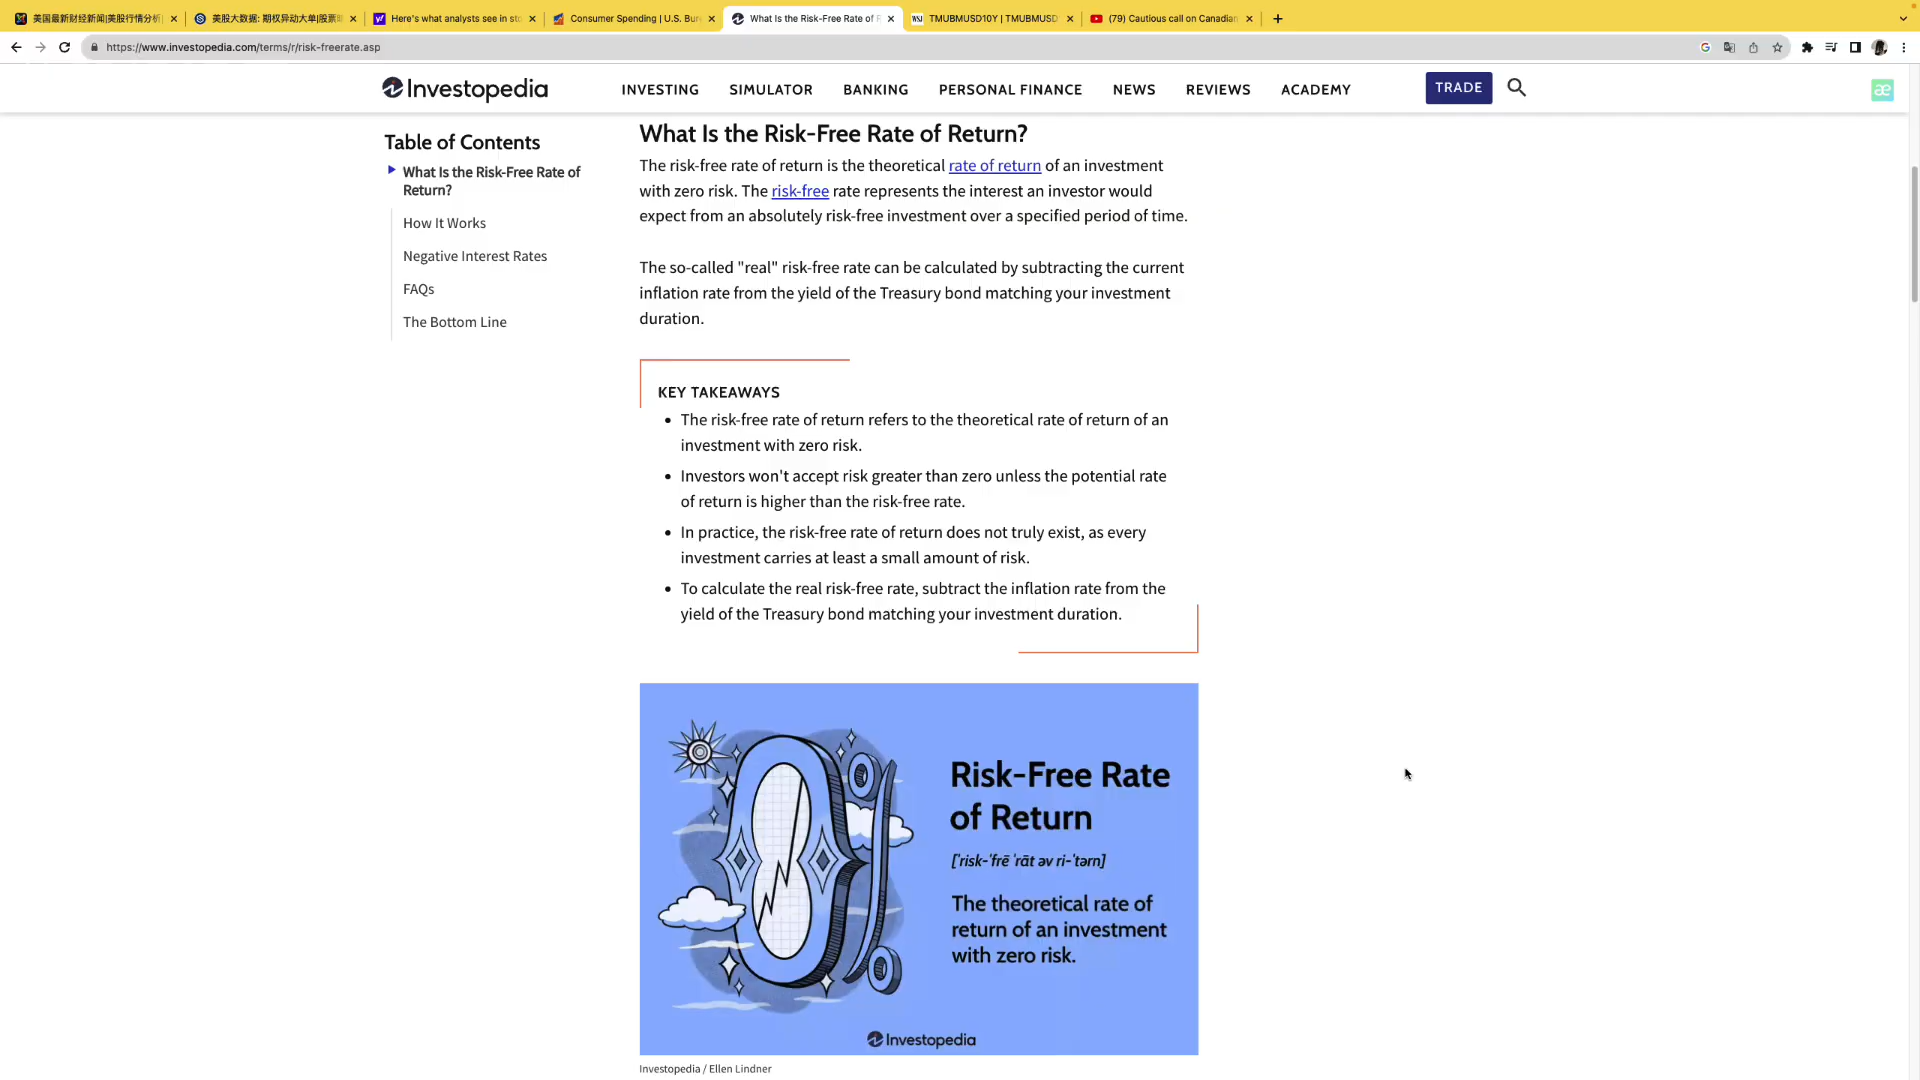 美国最新财经新闻|美股行情分析
美股大数据: 期权异动大单|股票
Here's what analysts see in sto
Consumer Spending | U.S. Bur
What Is the Risk-Free Rate of R
TMUBMUSD10Y | TMUBMUSD
(79) Cautious call on Canadian
https://www.investopedia.com/terms/r/risk-freerate.asp
Investopedia
INVESTING
SIMULATOR
BANKING
PERSONAL FINANCE
NEWS
REVIEWS
ACADEMY
TRADE
æ
Table of Contents
What Is the Risk-Free Rate of
Return?
How It Works
Negative Interest Rates
FAQs
The Bottom Line
What Is the Risk-Free Rate of Return?
The risk-free rate of return is the theoretical rate of return of an investment
with zero risk. The risk-free rate represents the interest an investor would
expect from an absolutely risk-free investment over a specified period of time.
The so-called "real" risk-free rate can be calculated by subtracting the current
inflation rate from the yield of the Treasury bond matching your investment
duration.
KEY TAKEAWAYS
The risk-free rate of return refers to the theoretical rate of return of an
investment with zero risk.
Investors won't accept risk greater than zero unless the potential rate
of return is higher than the risk-free rate.
In practice, the risk-free rate of return does not truly exist, as every
investment carries at least a small amount of risk.
To calculate the real risk-free rate, subtract the inflation rate from the
yield of the Treasury bond matching your investment duration.
Risk-Free Rate
of Return
['risk-'frē 'rāt əv ri-'tərn]
The theoretical rate of
return of an investment
with zero risk.
Investopedia
Investopedia / Ellen Lindner